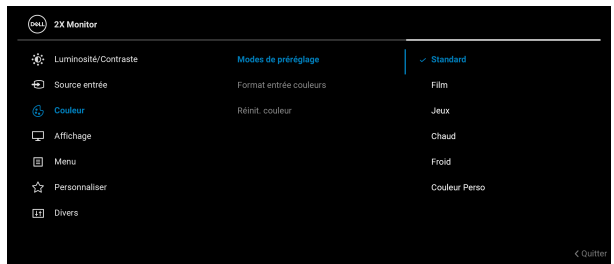 DELL 2X Monitor
Luminosité/Contraste
Modes de préréglage
Standard
Source entrée
Format entrée couleurs
Film
Couleur
Réinit. couleur
Jeux
Affichage
Chaud
Menu
Froid
Personnaliser
Couleur Perso
Divers
Quitter